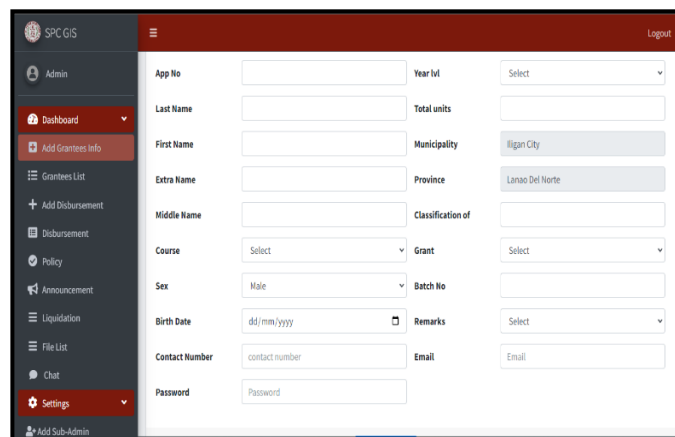 SPC GIS
Logout
Admin
Dashboard
Add Grantees Info
Grantees List
Add Disbursement
Disbursement
Policy
Announcement
Liquidation
File List
Chat
Settings
Add Sub-Admin
App No
Year lvl Select
Last Name
Total units
First Name
Municipality Iligan City
Extra Name
Province Lanao Del Norte
Middle Name
Classification of
Course Select
Grant Select
Sex Male
Batch No
Birth Date dd/mm/yyyy
Remarks Select
Contact Number contact number
Email Email
Password Password